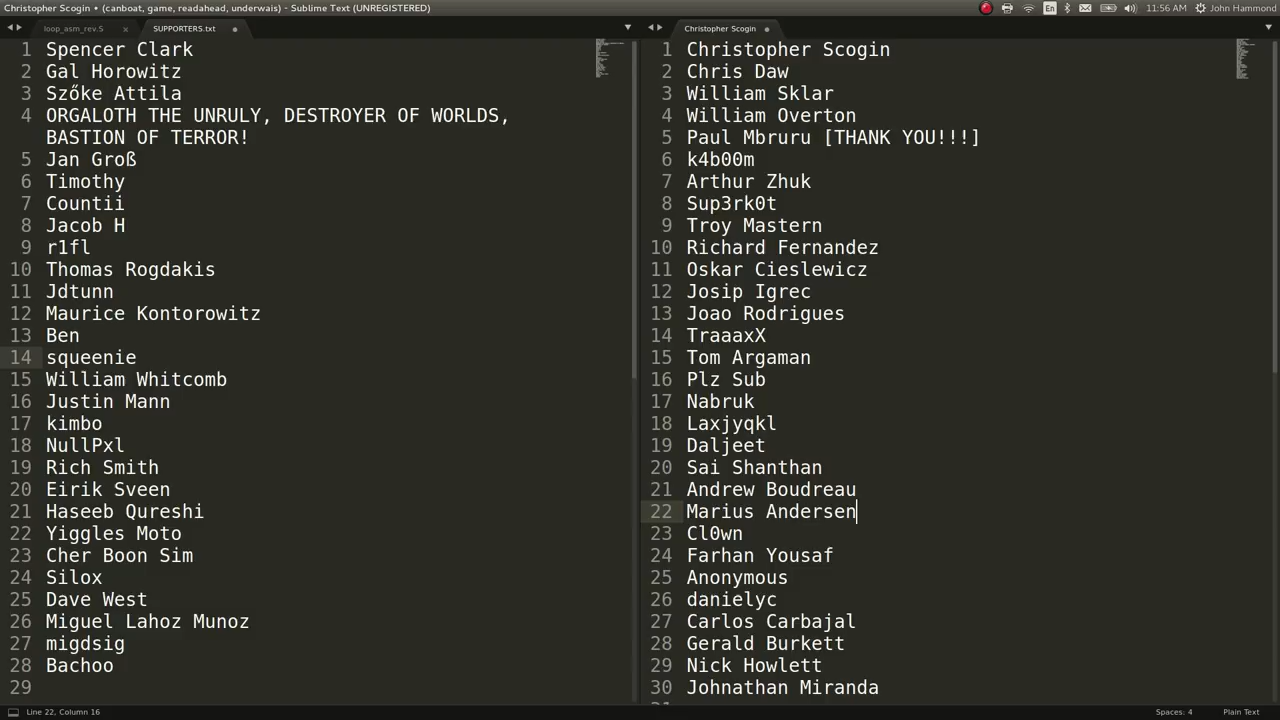 Christopher Scogin • (canboat, game, readahead, underwais) - Sublime Text (UNREGISTERED)
En
11:56 AM
John Hammond
loop_asm_rev.S
SUPPORTERS.txt
Christopher Scogin
1 Spencer Clark
2 Gal Horowitz
3 Szőke Attila
4 ORGALOTH THE UNRULY, DESTROYER OF WORLDS,
BASTION OF TERROR!
5 Jan Groß
6 Timothy
7 Countii
8 Jacob H
9 r1fl
10 Thomas Rogdakis
11 Jdtunn
12 Maurice Kontorowitz
13 Ben
14 squeenie
15 William Whitcomb
16 Justin Mann
17 kimbo
18 NullPxl
19 Rich Smith
20 Eirik Sveen
21 Haseeb Qureshi
22 Yiggles Moto
23 Cher Boon Sim
24 Silox
25 Dave West
26 Miguel Lahoz Munoz
27 migdsig
28 Bachoo
29
1 Christopher Scogin
2 Chris Daw
3 William Sklar
4 William Overton
5 Paul Mbruru [THANK YOU!!!]
6 k4b00m
7 Arthur Zhuk
8 Sup3rk0t
9 Troy Mastern
10 Richard Fernandez
11 Oskar Cieslewicz
12 Josip Igrec
13 Joao Rodrigues
14 TraaaxX
15 Tom Argaman
16 Plz Sub
17 Nabruk
18 Laxjyqkl
19 Daljeet
20 Sai Shanthan
21 Andrew Boudreau
22 Marius Andersen
23 Cl0wn
24 Farhan Yousaf
25 Anonymous
26 danielyc
27 Carlos Carbajal
28 Gerald Burkett
29 Nick Howlett
30 Johnathan Miranda
Line 22, Column 16
Spaces: 4
Plain Text